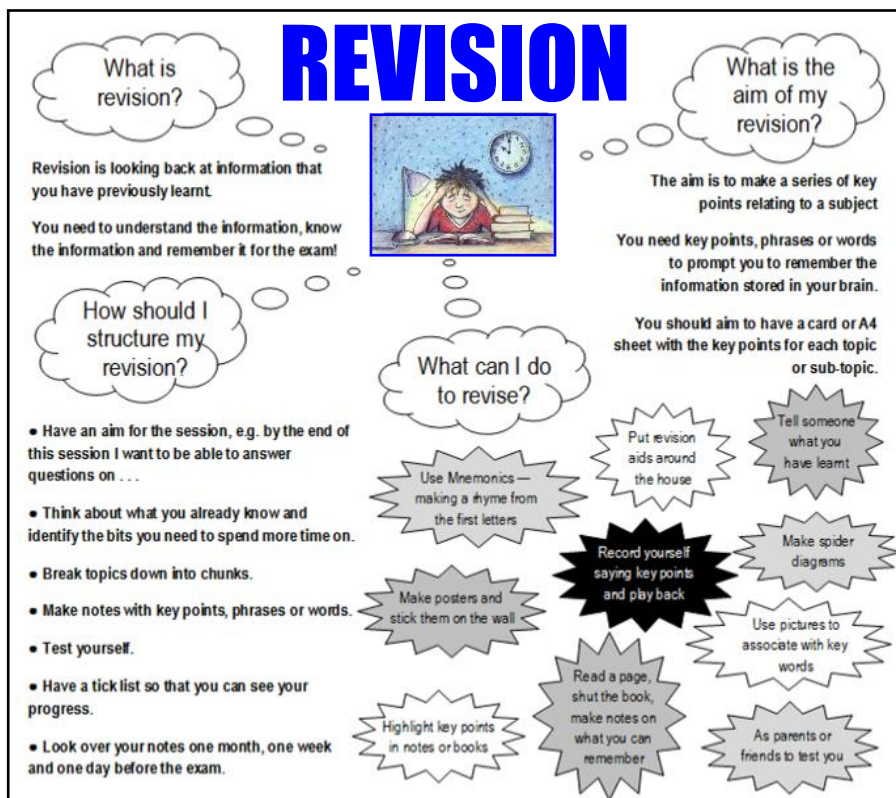 REVISION
What is
revision?
Revision is looking back at information that
you have previously learnt.
You need to understand the information, know
the information and remember it for the exam!
What is the
aim of my
revision?
The aim is to make a series of key
points relating to a subject
You need key points, phrases or words
to prompt you to remember the
information stored in your brain.
You should aim to have a card or A4
sheet with the key points for each topic
or sub-topic.
How should I
structure my
revision?
● Have an aim for the session, e.g. by the end of
this session I want to be able to answer
questions on . . .
● Think about what you already know and
identify the bits you need to spend more time on.
● Break topics down into chunks.
● Make notes with key points, phrases or words.
● Test yourself.
● Have a tick list so that you can see your
progress.
● Look over your notes one month, one week
and one day before the exam.
What can I do
to revise?
Put revision
aids around
the house
Tell someone
what you
have learnt
Use Mnemonics —
making a rhyme from
the first letters
Record yourself
saying key points
and play back
Make spider
diagrams
Make posters and
stick them on the wall
Use pictures to
associate with key
words
Read a page,
shut the book,
make notes on
what you can
remember
Highlight key points
in notes or books
As parents or
friends to test you